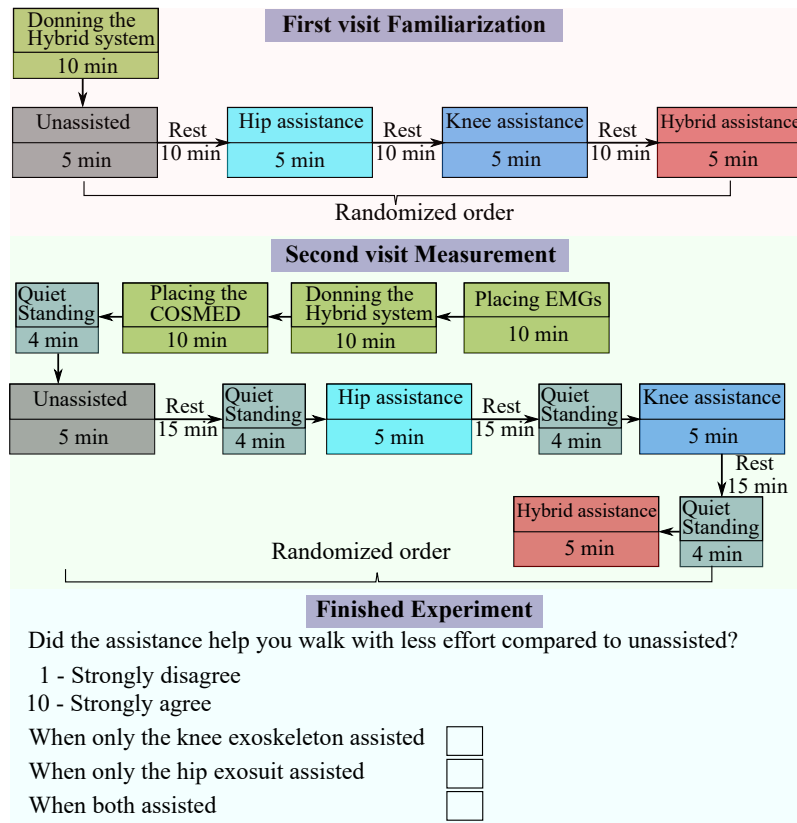 First visit Familiarization
Donning the
Hybrid system
10 min
Unassisted
5 min
Rest
10 min
Hip assistance
5 min
Rest
10 min
Knee assistance
5 min
Rest
10 min
Hybrid assistance
5 min
Randomized order
Second visit Measurement
Placing EMGs
10 min
Donning the
Hybrid system
10 min
Placing the
COSMED
10 min
Quiet
Standing
4 min
Unassisted
5 min
Rest
15 min
Quiet
Standing
4 min
Hip assistance
5 min
Rest
15 min
Quiet
Standing
4 min
Knee assistance
5 min
Rest
15 min
Quiet
Standing
4 min
Hybrid assistance
5 min
Randomized order
Finished Experiment
Did the assistance help you walk with less effort compared to unassisted?
1 - Strongly disagree
10 - Strongly agree
When only the knee exoskeleton assisted
When only the hip exosuit assisted
When both assisted